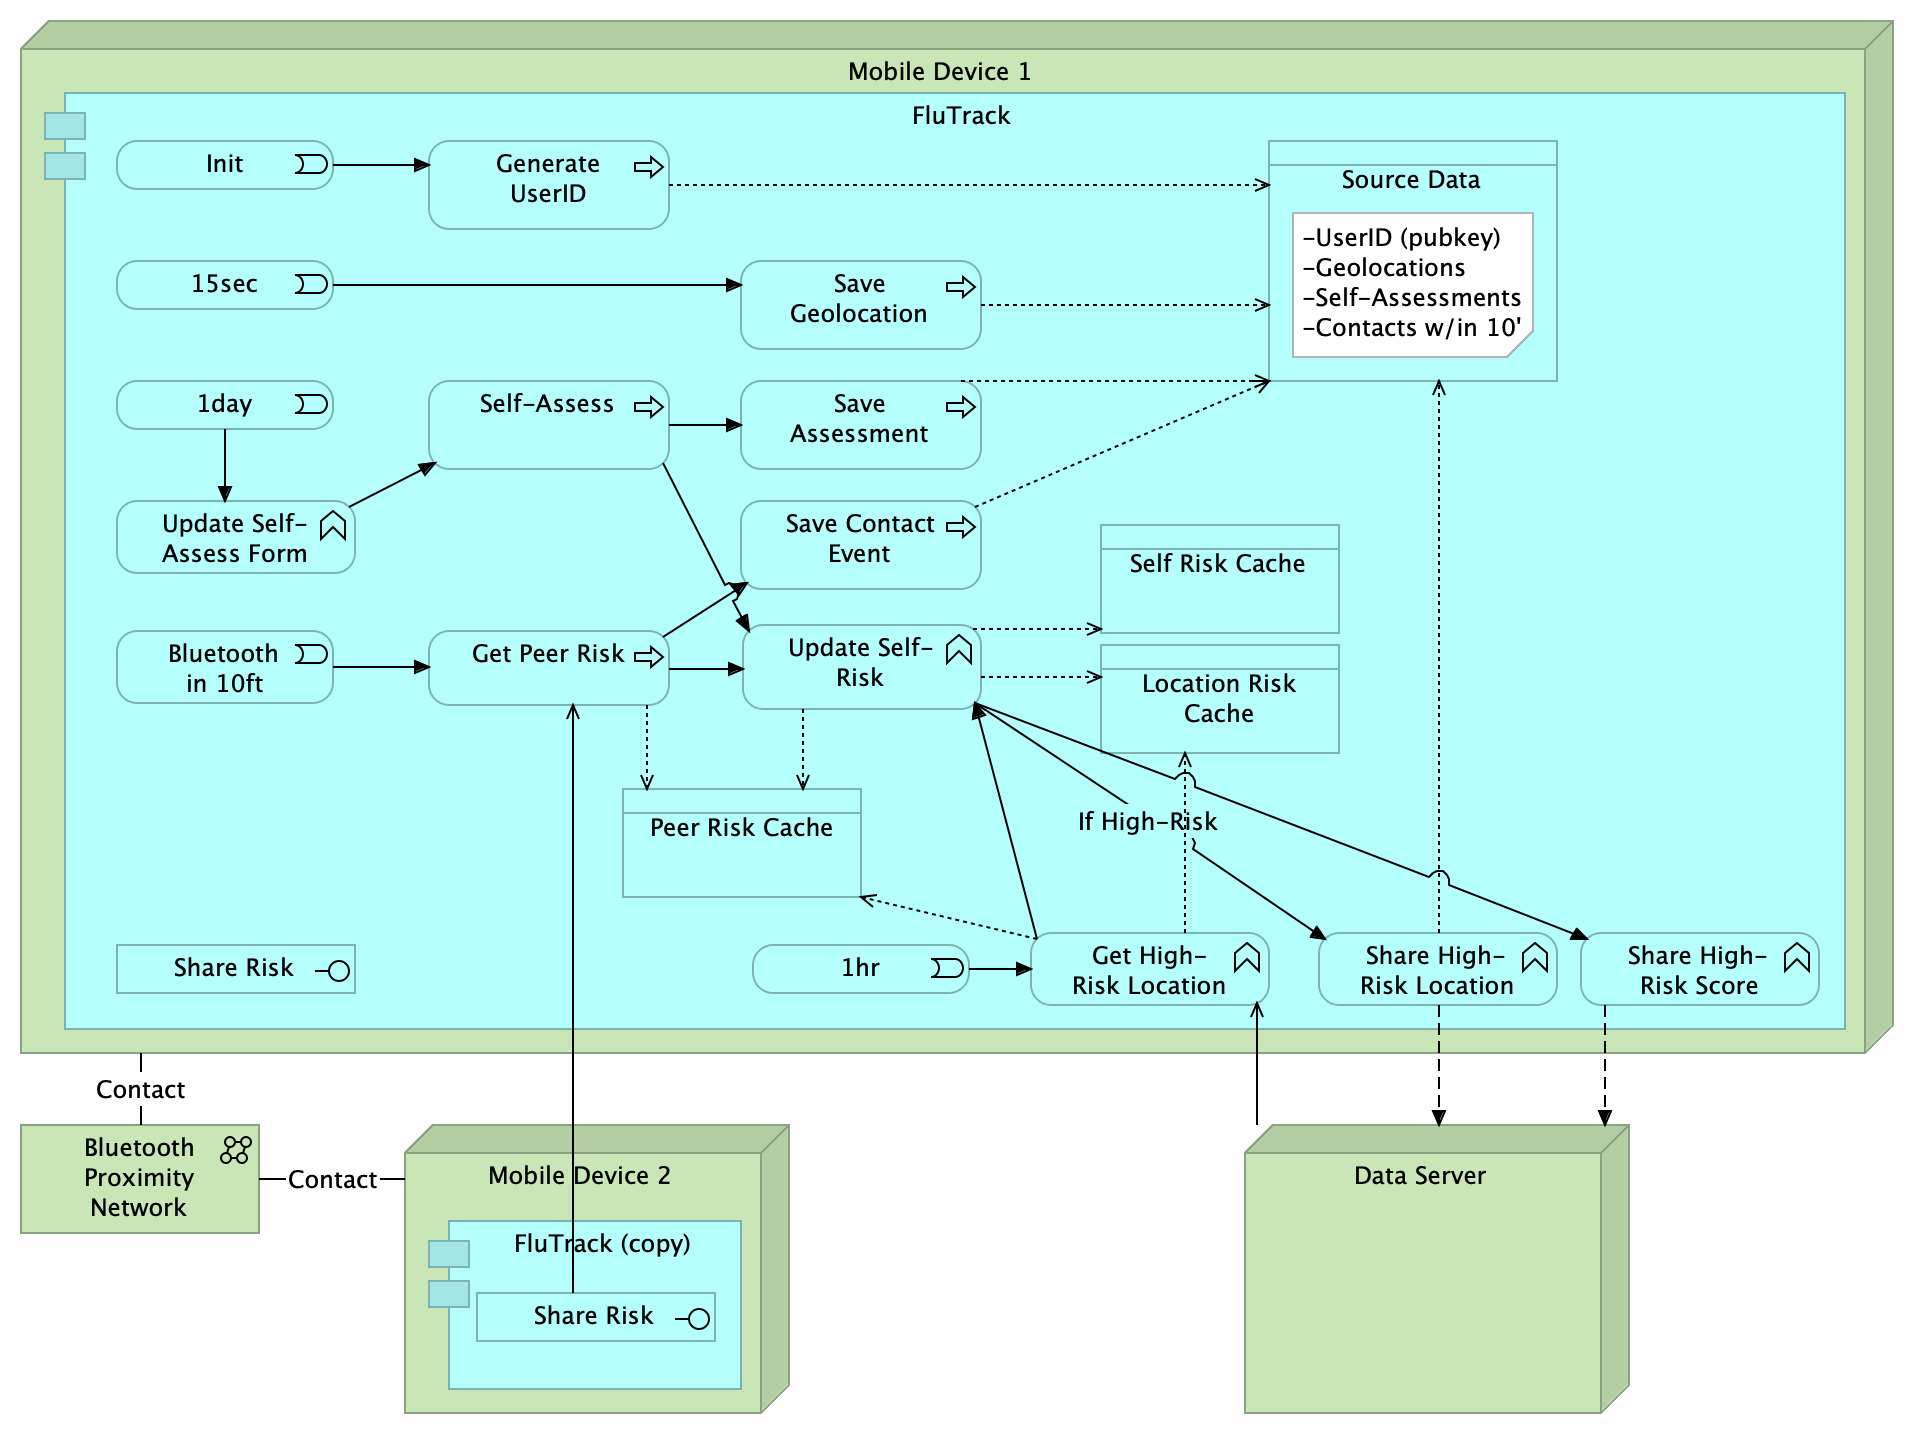 Mobile Device 1
FluTrack
Init
Generate
UserID
Source Data
-UserID (pubkey)
-Geolocations
-Self-Assessments
-Contacts w/in 10'
15sec
Save
Geolocation
1day
Self-Assess
Save
Assessment
Update Self-
Assess Form
Save Contact
Event
Self Risk Cache
Bluetooth
in 10ft
Get Peer Risk
Update Self-
Risk
Location Risk
Cache
Peer Risk Cache
If High-Risk
Share Risk
1hr
Get High-
Risk Location
Share High-
Risk Location
Share High-
Risk Score
Contact
Bluetooth
Proximity
Network
Contact
Mobile Device 2
FluTrack (copy)
Share Risk
Data Server